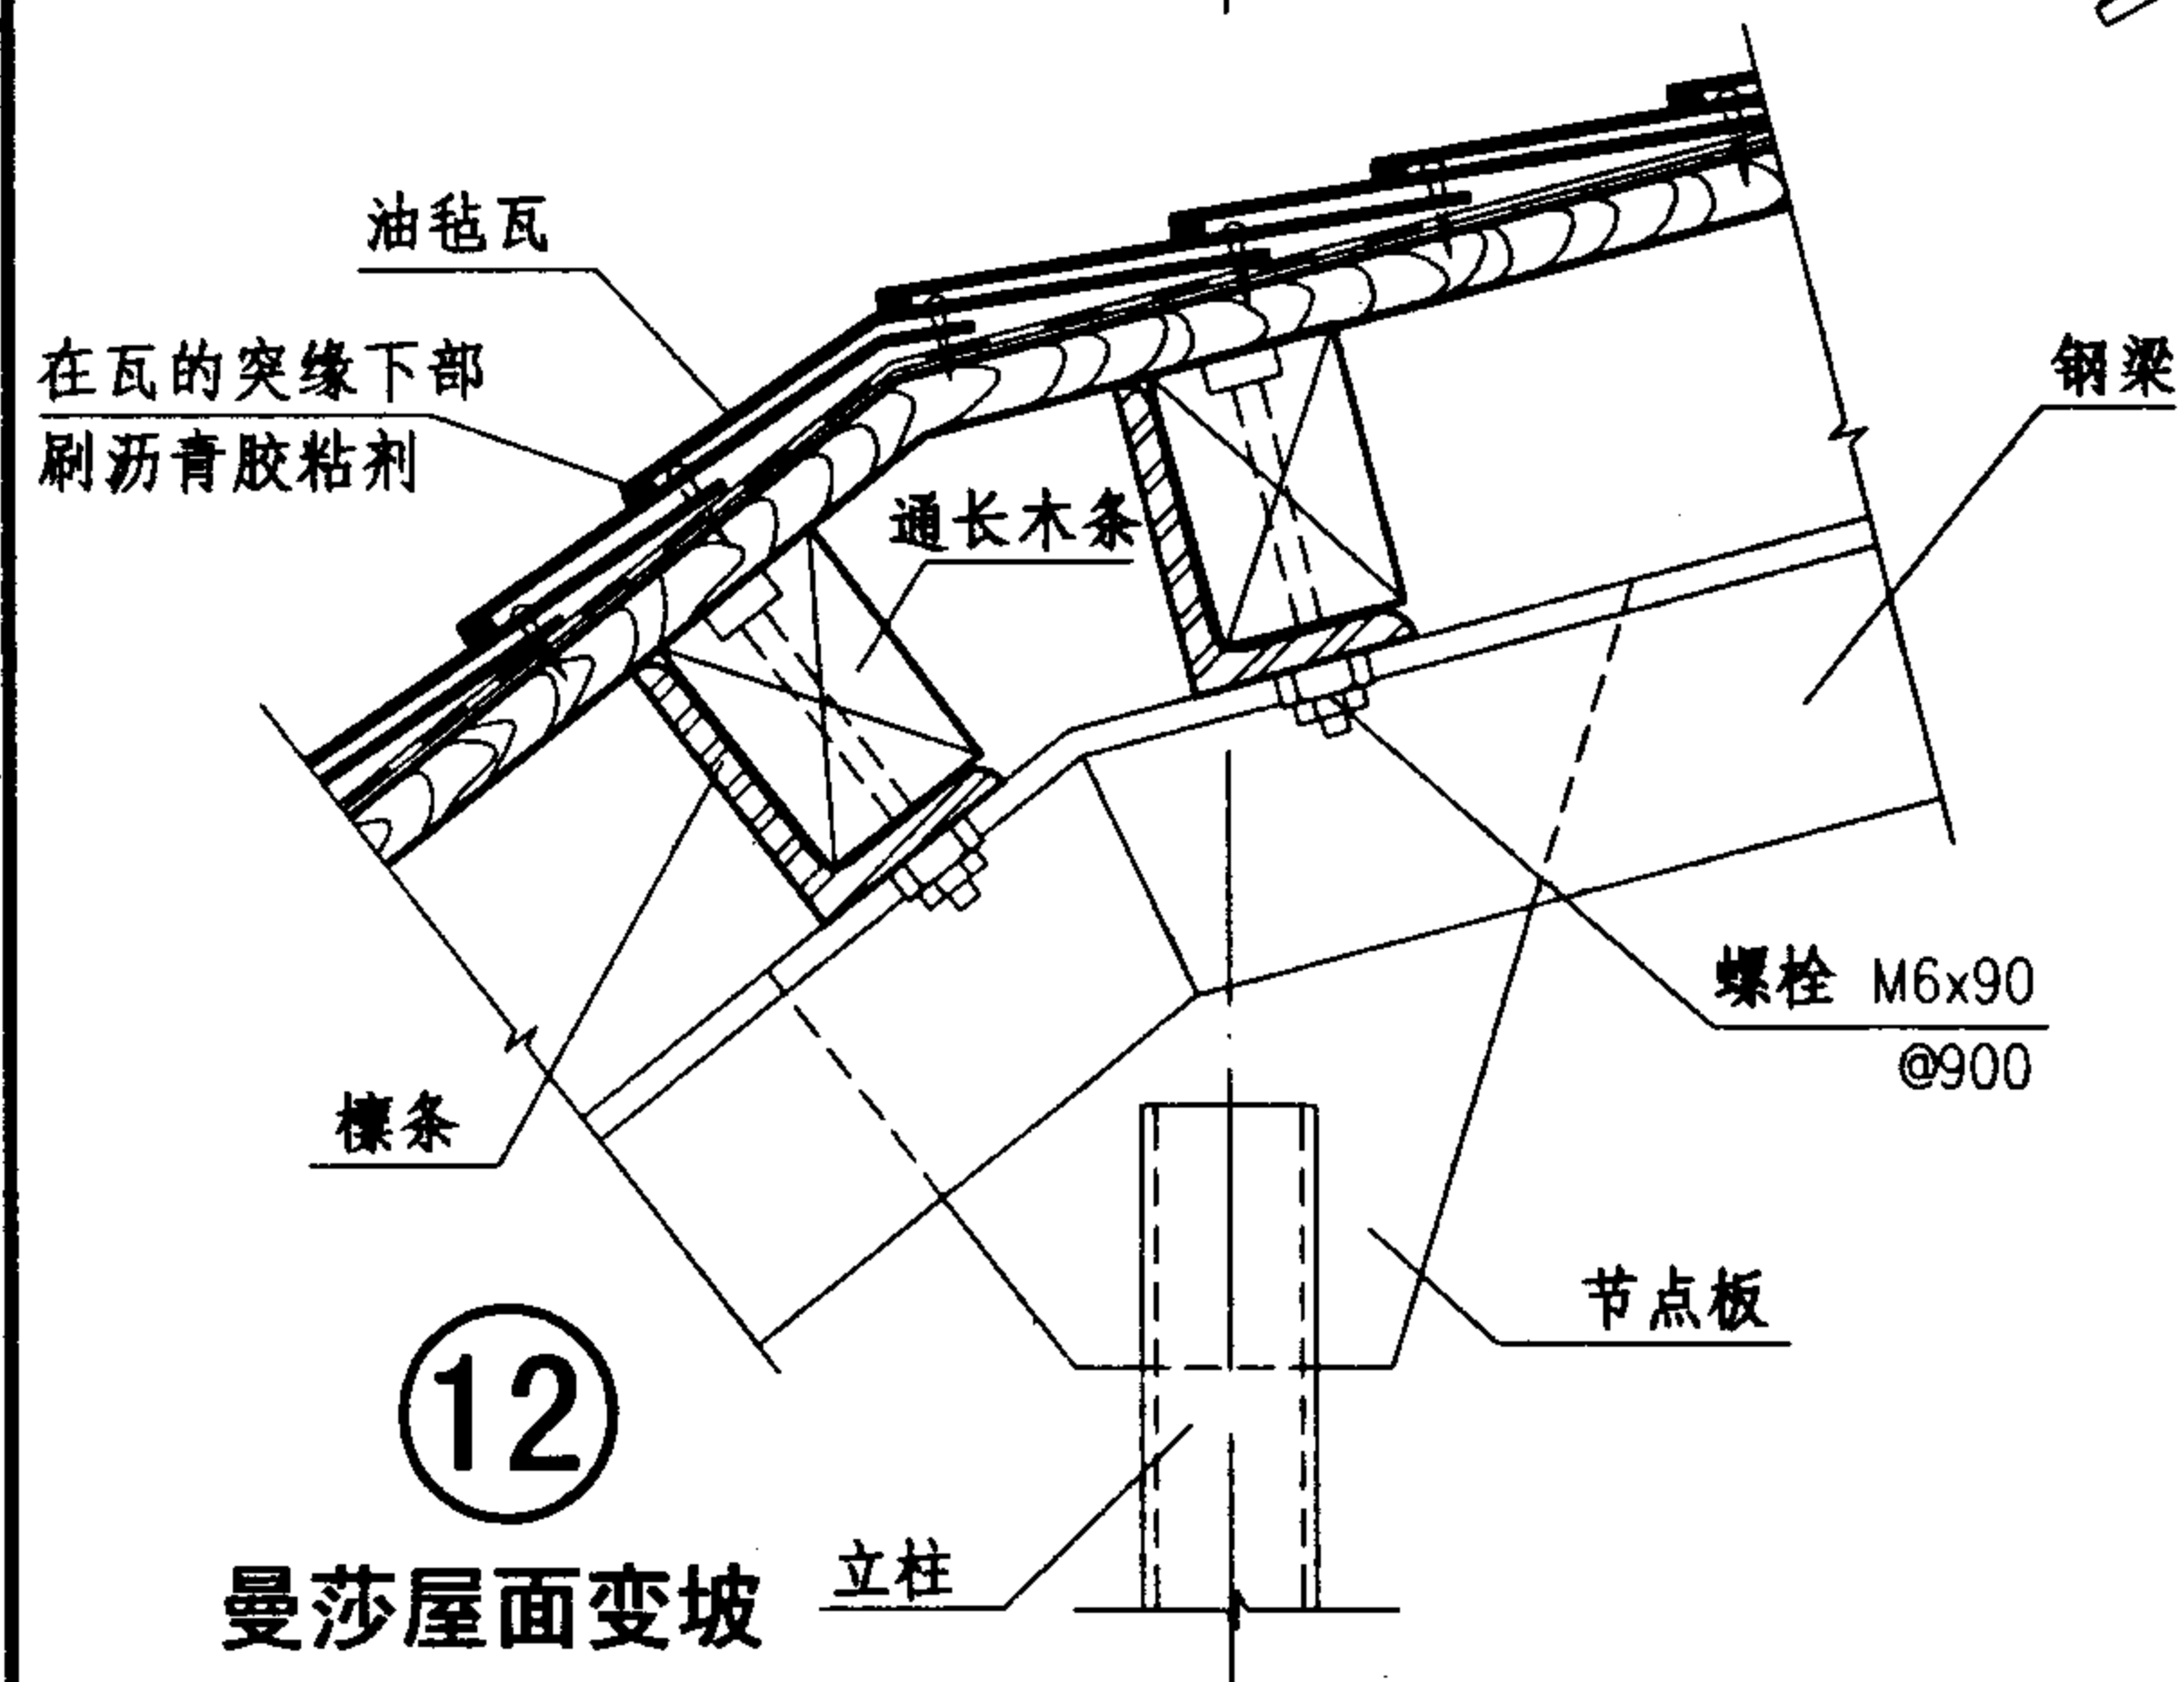 油毡瓦
在瓦的突缘下部
刷沥青胶粘剂
通长木条
钢梁
螺栓 M6x90
@900
檩条
节点板
立柱
12
曼莎屋面变坡